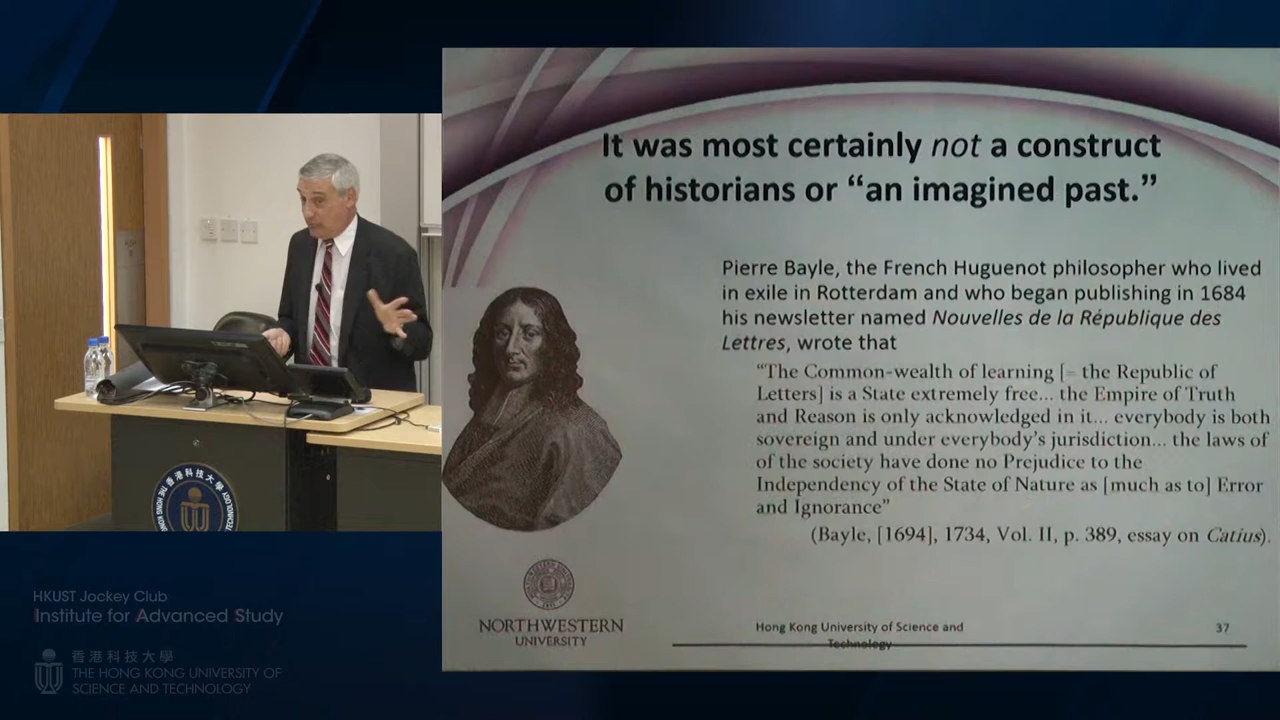 It was most certainly not a construct
of historians or “an imagined past.”
Pierre Bayle, the French Huguenot philosopher who lived
in exile in Rotterdam and who began publishing in 1684
his newsletter named Nouvelles de la République des
Lettres, wrote that
“The Common-wealth of learning [= the Republic of
Letters] is a State extremely free... the Empire of Truth
and Reason is only acknowledged in it... everybody is both
sovereign and under everybody’s jurisdiction... the laws of
of the society have done no Prejudice to the
Independency of the State of Nature as [much as to] Error
and Ignorance”
(Bayle, [1694], 1734, Vol. II, p. 389, essay on Catius).
NORTHWESTERN
UNIVERSITY
Hong Kong University of Science and
Technology
37
香港科技大學
HKUST Jockey Club
Institute for Advanced Study
香港科技大學
THE HONG KONG UNIVERSITY OF
SCIENCE AND TECHNOLOGY